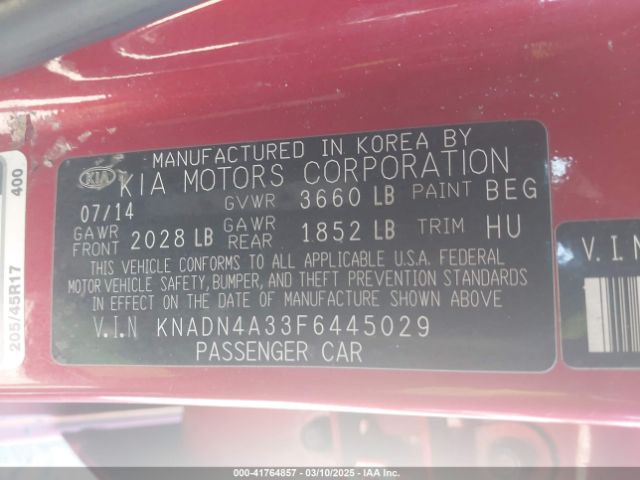 MANUFACTURED IN KOREA BY
KIA KIA MOTORS CORPORATION
07/14 GVWR 3660 LB PAINT BEG
GAWR FRONT 2028 LB GAWR REAR 1852 LB TRIM HU
THIS VEHICLE CONFORMS TO ALL APPLICABLE U.S.A. FEDERAL
MOTOR VEHICLE SAFETY, BUMPER, AND THEFT PREVENTION STANDARDS
IN EFFECT ON THE DATE OF MANUFACTURE SHOWN ABOVE
V.I.N KNADN4A33F6445029
PASSENGER CAR
400
205/45R17
V.I.N
000-41764857 - 03/10/2025 - IAA Inc.